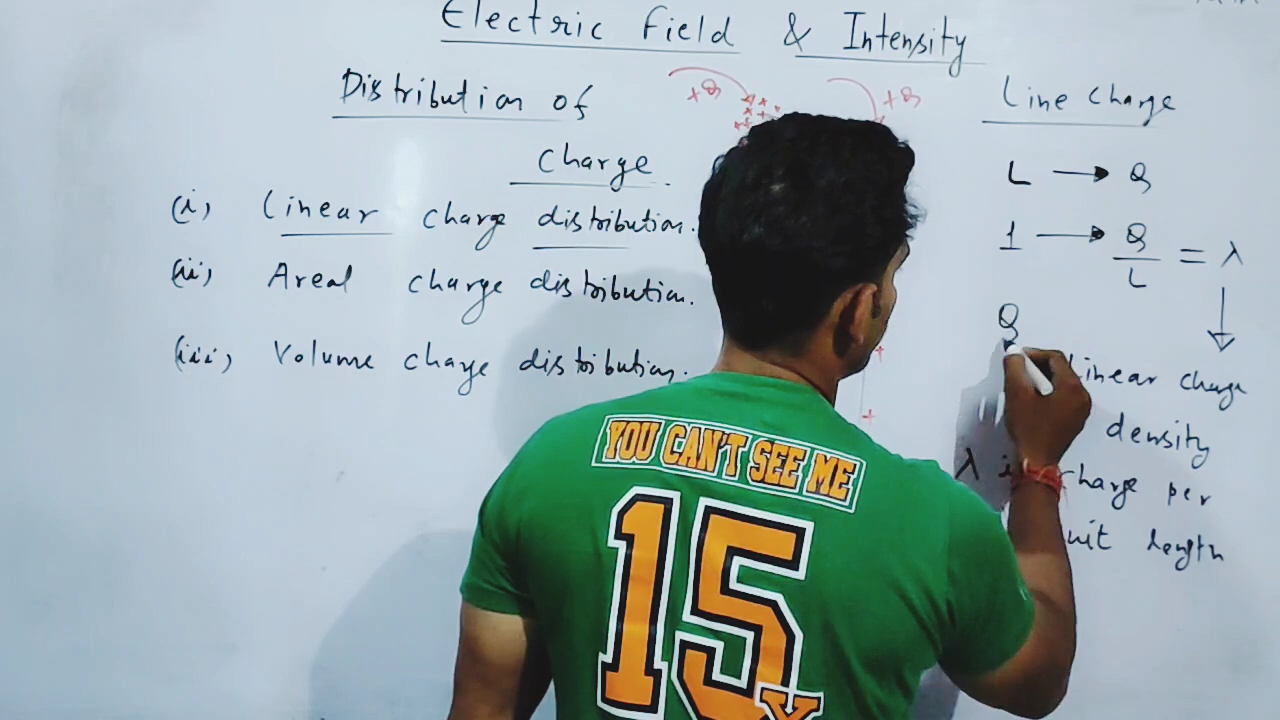 Electric Field & Intensity
Distribution of
Charge
(i) Linear charge distribution.
(ii) Areal charge distribution.
(iii) Volume charge distribution.
+Q
+Q
Line charge
L → Q
1 → Q/L = λ
Q
Linear charge
density
λ is charge per
unit length
YOU CAN'T SEE ME
15